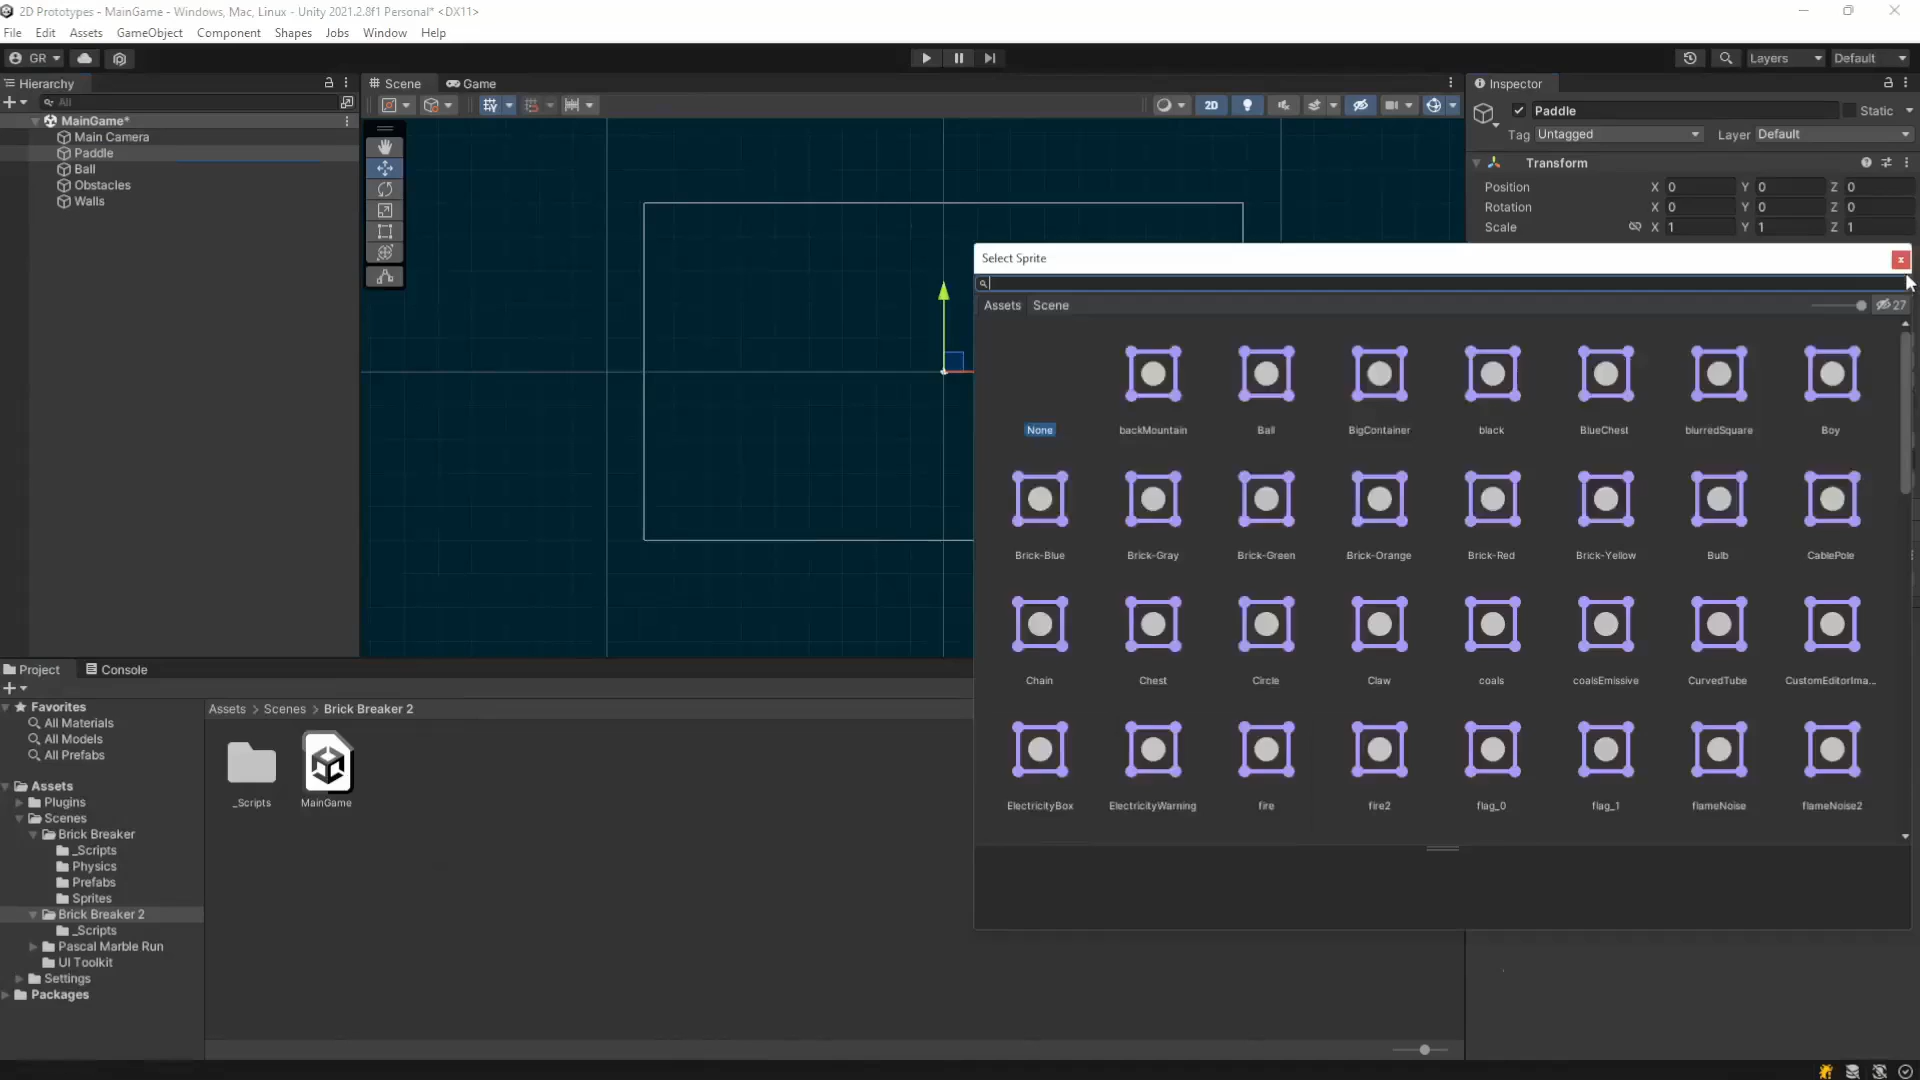 2D Prototypes - MainGame - Windows, Mac, Linux - Unity 2021.2.8f1 Personal* <DX11>
File Edit Assets GameObject Component Shapes Jobs Window Help
GR Layers Default
Hierarchy
All
MainGame*
Main Camera
Paddle
Ball
Obstacles
Walls
Scene Game
2D
Inspector
Paddle Static
Tag Untagged Layer Default
Transform
Position X 0 Y 0 Z 0
Rotation X 0 Y 0 Z 0
Scale X 1 Y 1 Z 1
Select Sprite
Assets Scene 27
None backMountain Ball BigContainer black BlueChest blurredSquare Boy
Brick-Blue Brick-Gray Brick-Green Brick-Orange Brick-Red Brick-Yellow Bulb CablePole
Chain Chest Circle Claw coals coalsEmissive CurvedTube CustomEditorIma...
ElectricityBox ElectricityWarning fire fire2 flag_0 flag_1 flameNoise flameNoise2
Project Console
Favorites
All Materials
All Models
All Prefabs
Assets
Plugins
Scenes
Brick Breaker
_Scripts
Physics
Prefabs
Sprites
Brick Breaker 2
_Scripts
Pascal Marble Run
UI Toolkit
Settings
Packages
Assets > Scenes > Brick Breaker 2
_Scripts MainGame